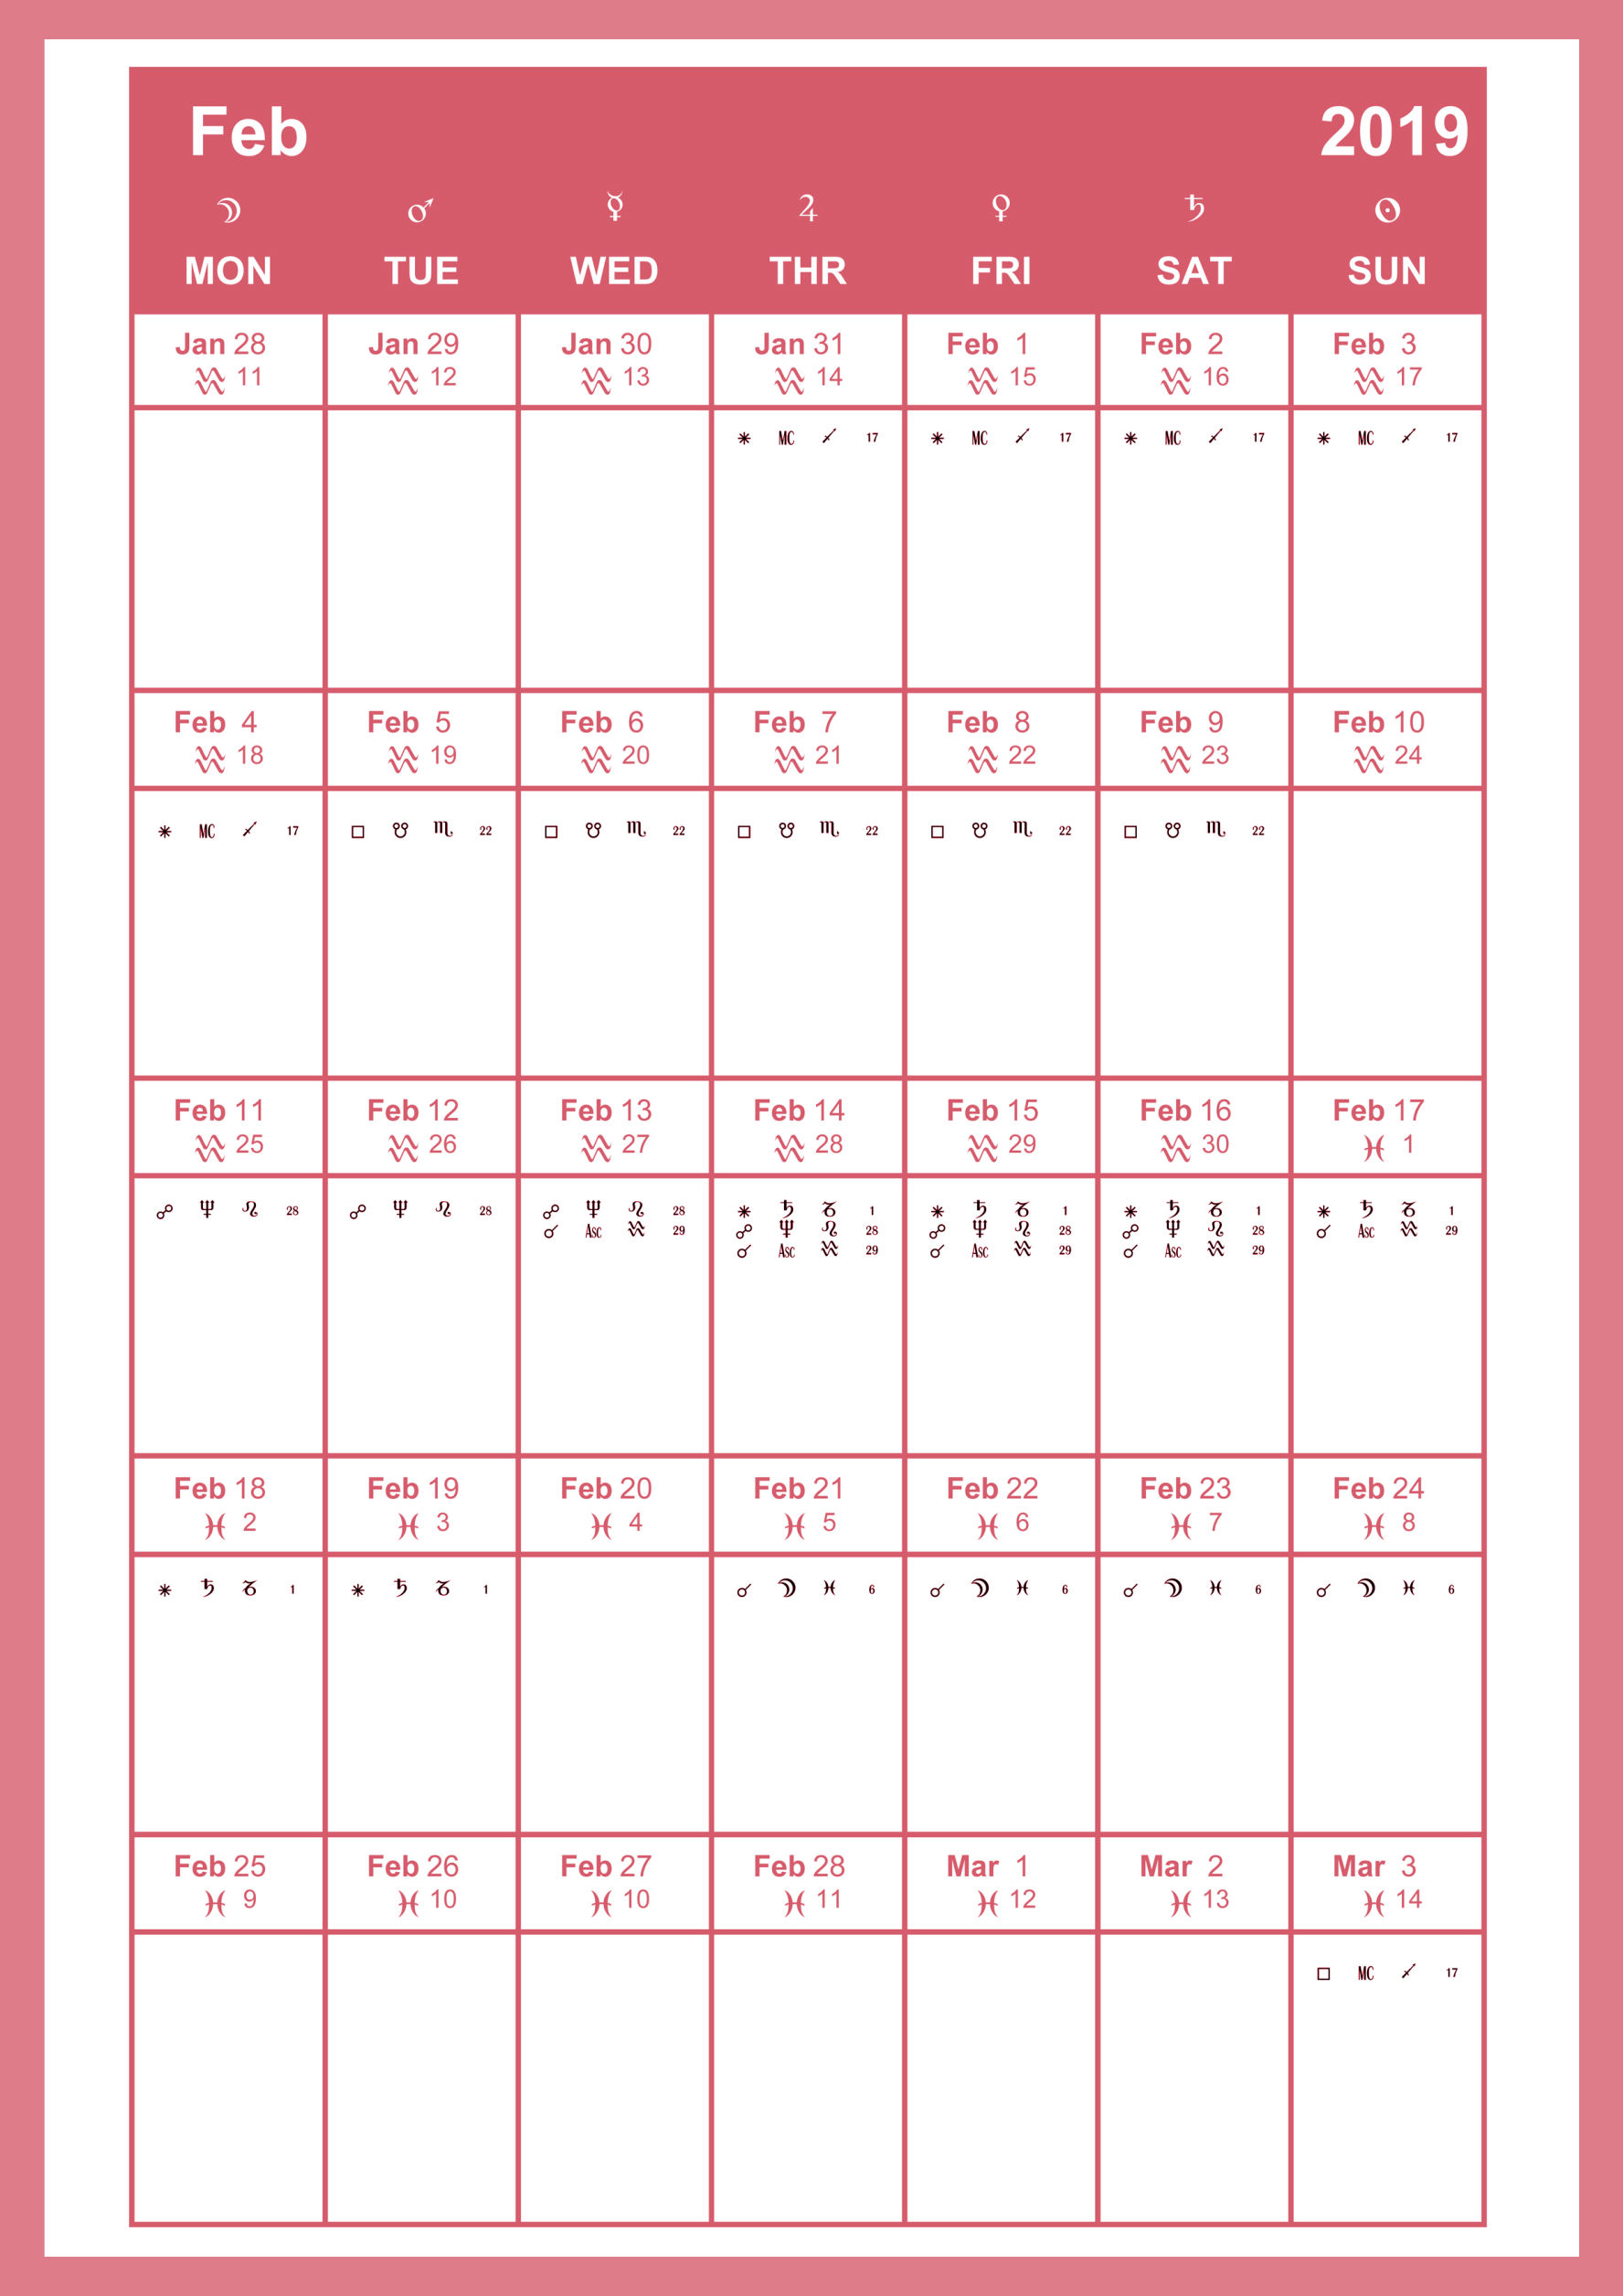 Feb 2019
☽ ♂ ☿ ♃ ♀ ♄ ☉
MON TUE WED THR FRI SAT SUN
Jan 28 Jan 29 Jan 30 Jan 31 Feb 1 Feb 2 Feb 3
♒ 11 ♒ 12 ♒ 13 ♒ 14 ♒ 15 ♒ 16 ♒ 17
⚹ MC ♐ 17 ⚹ MC ♐ 17 ⚹ MC ♐ 17 ⚹ MC ♐ 17
Feb 4 Feb 5 Feb 6 Feb 7 Feb 8 Feb 9 Feb 10
♒ 18 ♒ 19 ♒ 20 ♒ 21 ♒ 22 ♒ 23 ♒ 24
⚹ MC ♐ 17 □ ☋ ♏ 22 □ ☋ ♏ 22 □ ☋ ♏ 22 □ ☋ ♏ 22 □ ☋ ♏ 22
Feb 11 Feb 12 Feb 13 Feb 14 Feb 15 Feb 16 Feb 17
♒ 25 ♒ 26 ♒ 27 ♒ 28 ♒ 29 ♒ 30 ♓ 1
☍ ♆ ♌ 28 ☍ ♆ ♌ 28 ☍ ♆ ♌ 28 ⚹ ♄ ♑ 1 ⚹ ♄ ♑ 1 ⚹ ♄ ♑ 1 ⚹ ♄ ♑ 1
☌ Asc ♒ 29 ☍ ♆ ♌ 28 ☍ ♆ ♌ 28 ☍ ♆ ♌ 28 ☌ Asc ♒ 29
☌ Asc ♒ 29 ☌ Asc ♒ 29 ☌ Asc ♒ 29
Feb 18 Feb 19 Feb 20 Feb 21 Feb 22 Feb 23 Feb 24
♓ 2 ♓ 3 ♓ 4 ♓ 5 ♓ 6 ♓ 7 ♓ 8
⚹ ♄ ♑ 1 ⚹ ♄ ♑ 1 ☌ ☽ ♓ 6 ☌ ☽ ♓ 6 ☌ ☽ ♓ 6 ☌ ☽ ♓ 6
Feb 25 Feb 26 Feb 27 Feb 28 Mar 1 Mar 2 Mar 3
♓ 9 ♓ 10 ♓ 10 ♓ 11 ♓ 12 ♓ 13 ♓ 14
□ MC ♐ 17